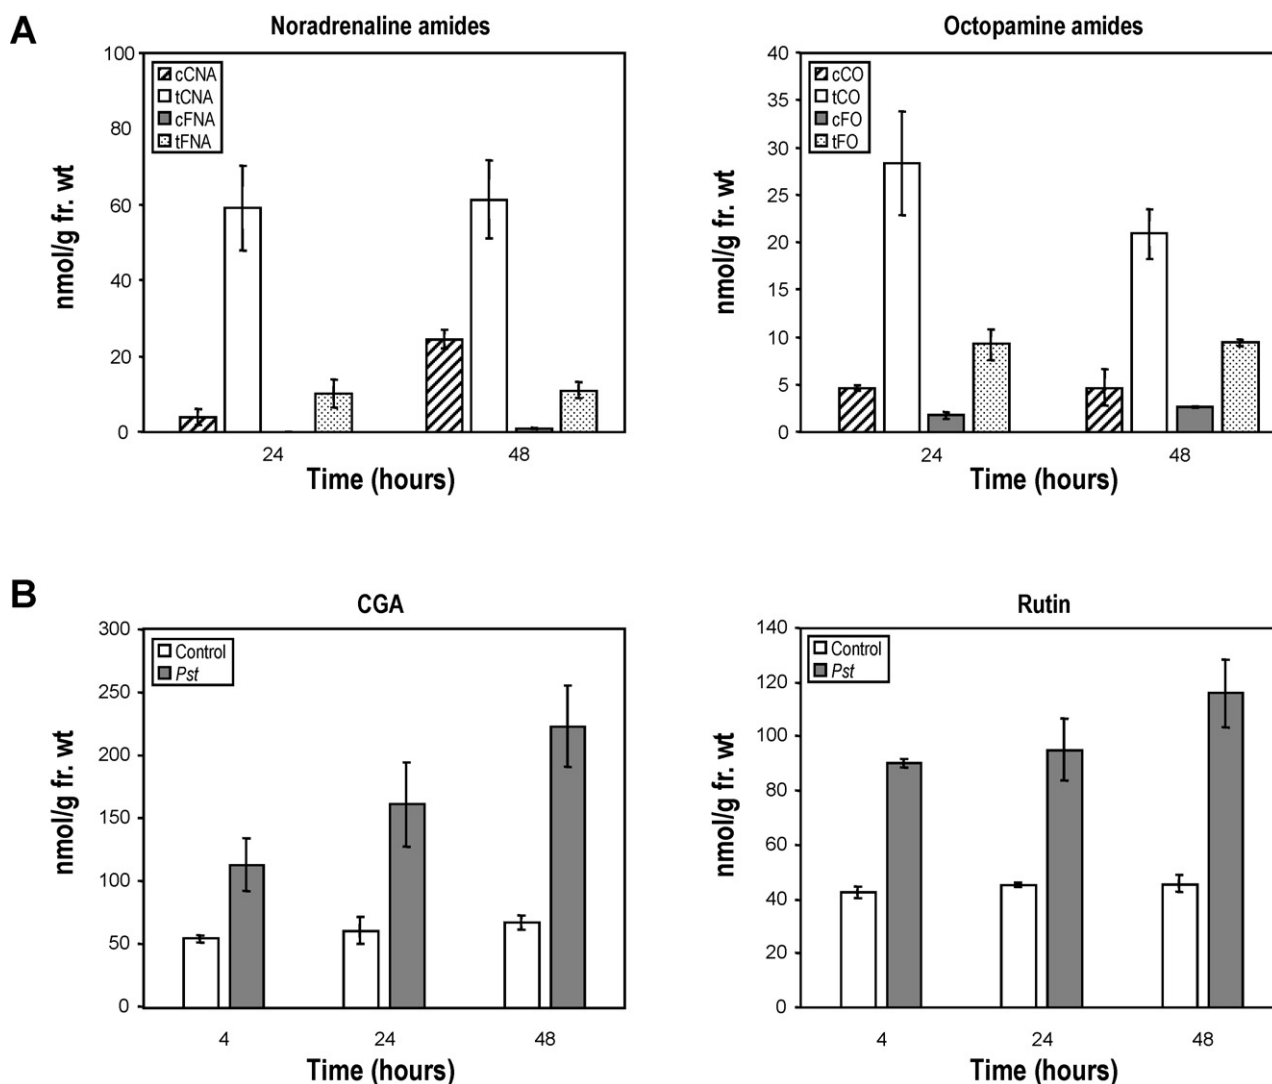 A
Noradrenaline amides
100
80
60
40
20
0
nmol/g fr. wt
cCNA
tCNA
cFNA
tFNA
24
48
Time (hours)
Octopamine amides
40
35
30
25
20
15
10
5
0
nmol/g fr. wt
cCO
tCO
cFO
tFO
24
48
Time (hours)
B
CGA
300
250
200
150
100
50
0
nmol/g fr. wt
Control
Pst
4
24
48
Time (hours)
Rutin
140
120
100
80
60
40
20
0
nmol/g fr. wt
Control
Pst
4
24
48
Time (hours)